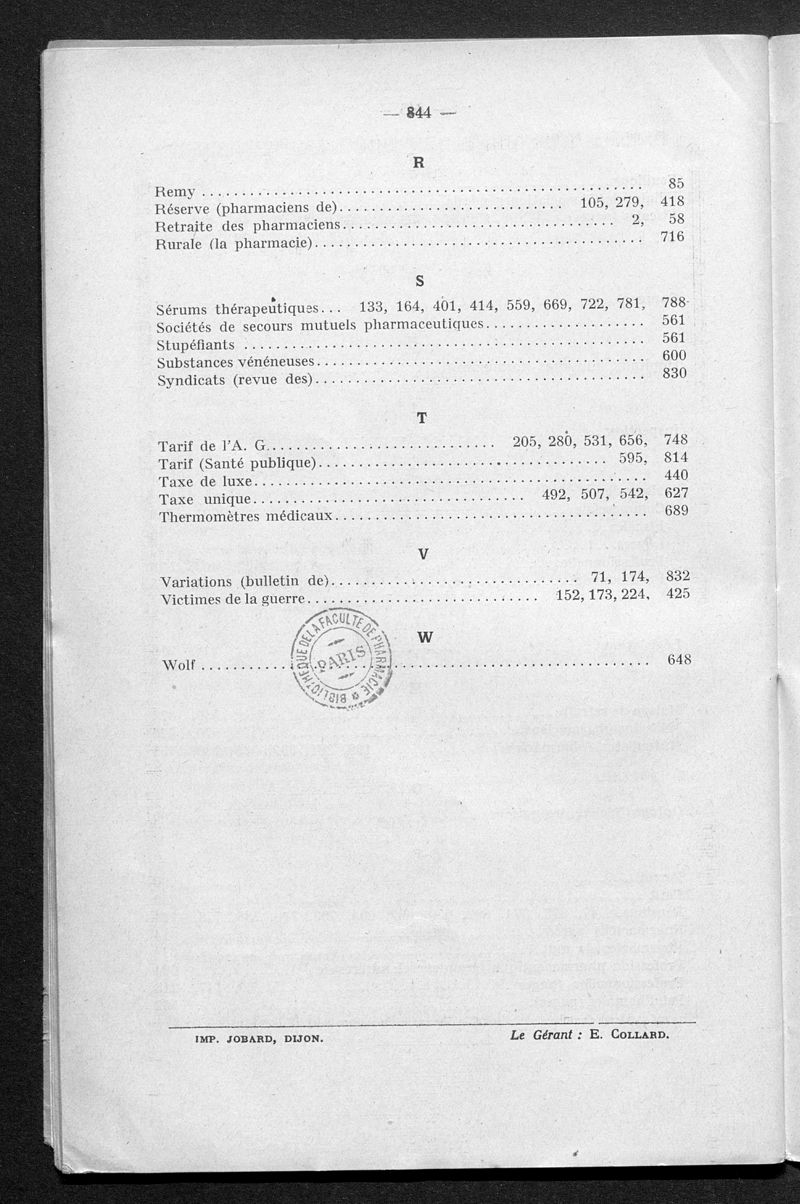 — 844 —
R
Remy ........ 85
Réserve (pharmaciens de)........ 105, 279, 418
Retraite des pharmaciens........ 2, 58
Rurale (la pharmacie)........ 716
S
Sérums thérapeutiques... 133, 164, 401, 414, 559, 669, 722, 781, 788
Sociétés de secours mutuels pharmaceutiques........ 561
Stupéfiants ........ 561
Substances vénéneuses........ 600
Syndicats (revue des)........ 830
T
Tarif de l'A. G........ 205, 280, 531, 656, 748
Tarif (Santé publique)........ 595, 814
Taxe de luxe........ 440
Taxe unique........ 492, 507, 542, 627
Thermomètres médicaux........ 689
V
Variations (bulletin de)........ 71, 174, 832
Victimes de la guerre........ 152, 173, 224, 425
BIBLIOTHÈQUE DE LA FACULTÉ DE PHARMACIE
PARIS
W
Wolf ........ 648
IMP. JOBARD, DIJON.
Le Gérant : E. COLLARD.